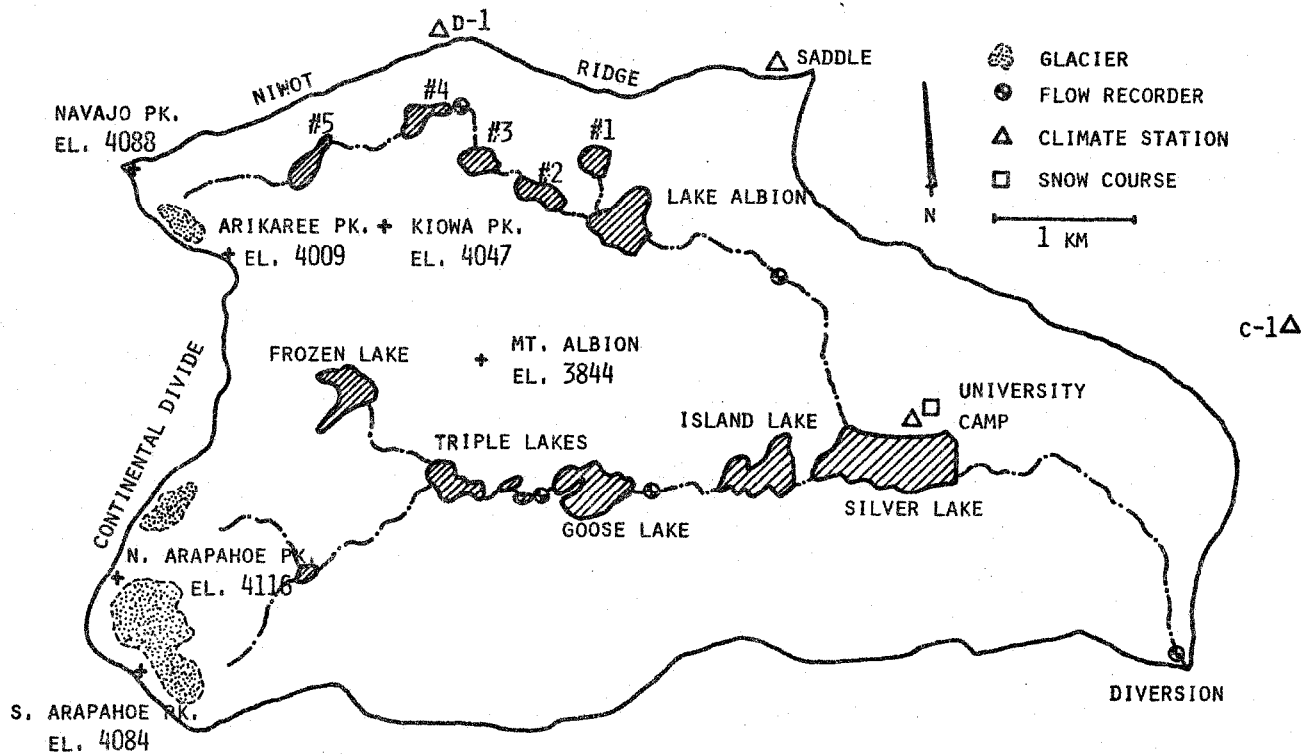 D-1
SADDLE
NIWOT
RIDGE
GLACIER
FLOW RECORDER
CLIMATE STATION
SNOW COURSE
N
1 KM
NAVAJO PK.
EL. 4088
#5
#4
#3
#2
#1
LAKE ALBION
ARIKAREE PK.
EL. 4009
KIOWA PK.
EL. 4047
C-1
CONTINENTAL DIVIDE
FROZEN LAKE
MT. ALBION
EL. 3844
UNIVERSITY
CAMP
ISLAND LAKE
TRIPLE LAKES
GOOSE LAKE
SILVER LAKE
N. ARAPAHOE PK.
EL. 4116
DIVERSION
S. ARAPAHOE PK.
EL. 4084